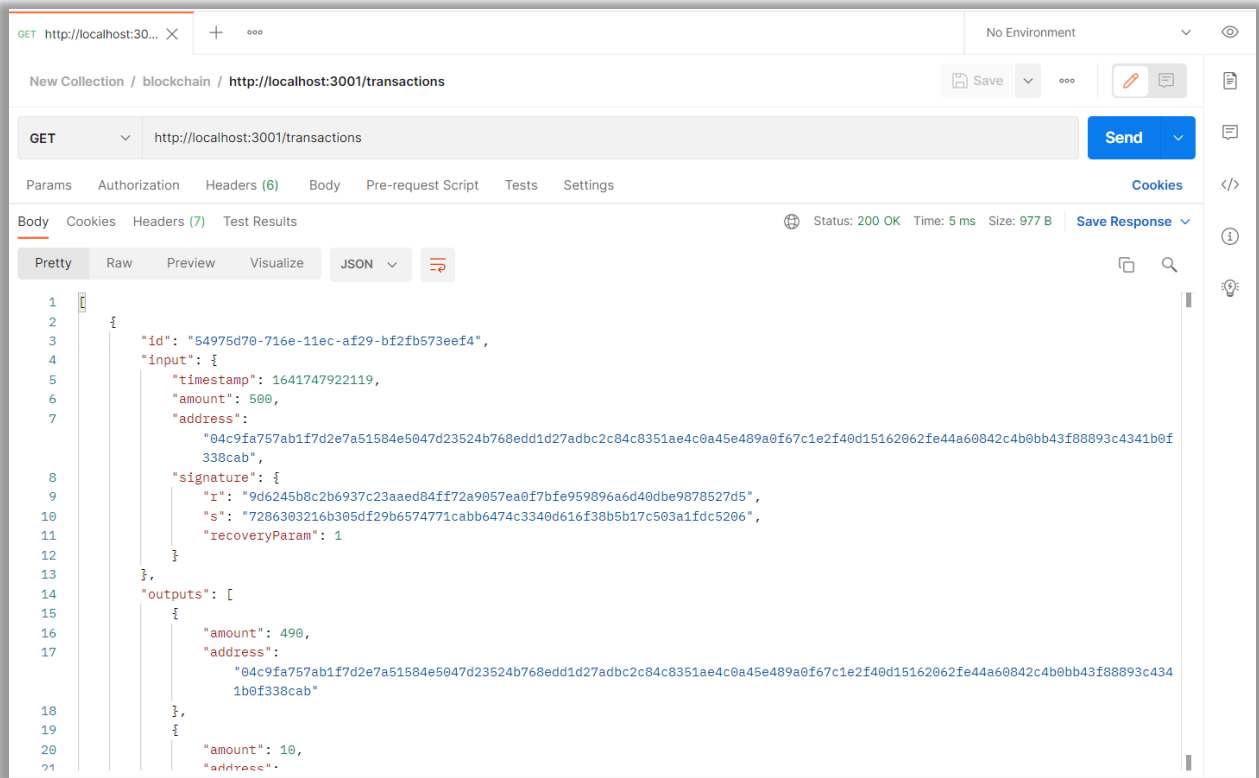 GET http://localhost:30...
No Environment
New Collection / blockchain / http://localhost:3001/transactions
Save
GET http://localhost:3001/transactions
Send
Params Authorization Headers (6) Body Pre-request Script Tests Settings
Cookies
Body Cookies Headers (7) Test Results
Status: 200 OK Time: 5 ms Size: 977 B Save Response
Pretty Raw Preview Visualize JSON
1 [
2 {
3 "id": "54975d70-716e-11ec-af29-bf2fb573eef4",
4 "input": {
5 "timestamp": 1641747922119,
6 "amount": 500,
7 "address":
"04c9fa757ab1f7d2e7a51584e5047d23524b768edd1d27adbc2c84c8351ae4c0a45e489a0f67c1e2f40d15162062fe44a60842c4b0bb43f88893c4341b0f
338cab",
8 "signature": {
9 "r": "9d6245b8c2b6937c23aaed84ff72a9057ea0f7bfe959896a6d40dbe9878527d5",
10 "s": "7286303216b305df29b6574771cabb6474c3340d616f38b5b17c503a1fdc5206",
11 "recoveryParam": 1
12 }
13 },
14 "outputs": [
15 {
16 "amount": 490,
17 "address":
"04c9fa757ab1f7d2e7a51584e5047d23524b768edd1d27adbc2c84c8351ae4c0a45e489a0f67c1e2f40d15162062fe44a60842c4b0bb43f88893c434
1b0f338cab"
18 },
19 {
20 "amount": 10,
21 "address":